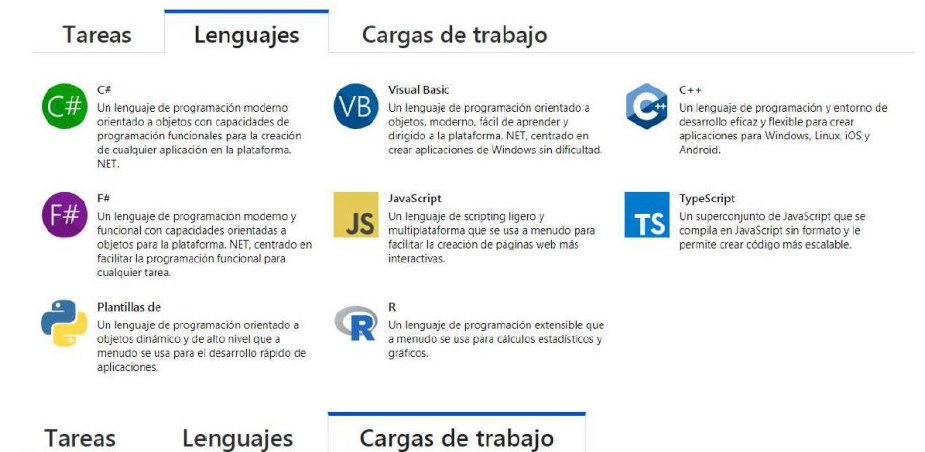 Tareas Lenguajes Cargas de trabajo
C#
C#
Un lenguaje de programación moderno
orientado a objetos con capacidades de
programación funcionales para la creación
de cualquier aplicación en la plataforma.
NET.
VB
Visual Basic
Un lenguaje de programación orientado a
objetos, moderno, fácil de aprender y
dirigido a la plataforma. NET, centrado en
crear aplicaciones de Windows sin dificultad.
C++
C++
Un lenguaje de programación y entorno de
desarrollo eficaz y flexible para crear
aplicaciones para Windows, Linux, iOS y
Android.
F#
F#
Un lenguaje de programación moderno y
funcional con capacidades orientadas a
objetos para la plataforma. NET, centrado en
facilitar la programación funcional para
cualquier tarea.
JS
JavaScript
Un lenguaje de scripting ligero y
multiplataforma que se usa a menudo para
facilitar la creación de páginas web más
interactivas.
TS
TypeScript
Un superconjunto de JavaScript que se
compila en JavaScript sin formato y le
permite crear código más escalable.
Plantillas de
Un lenguaje de programación orientado a
objetos dinámico y de alto nivel que a
menudo se usa para el desarrollo rápido de
aplicaciones.
R
R
Un lenguaje de programación extensible que
a menudo se usa para cálculos estadísticos y
gráficos.
Tareas Lenguajes Cargas de trabajo